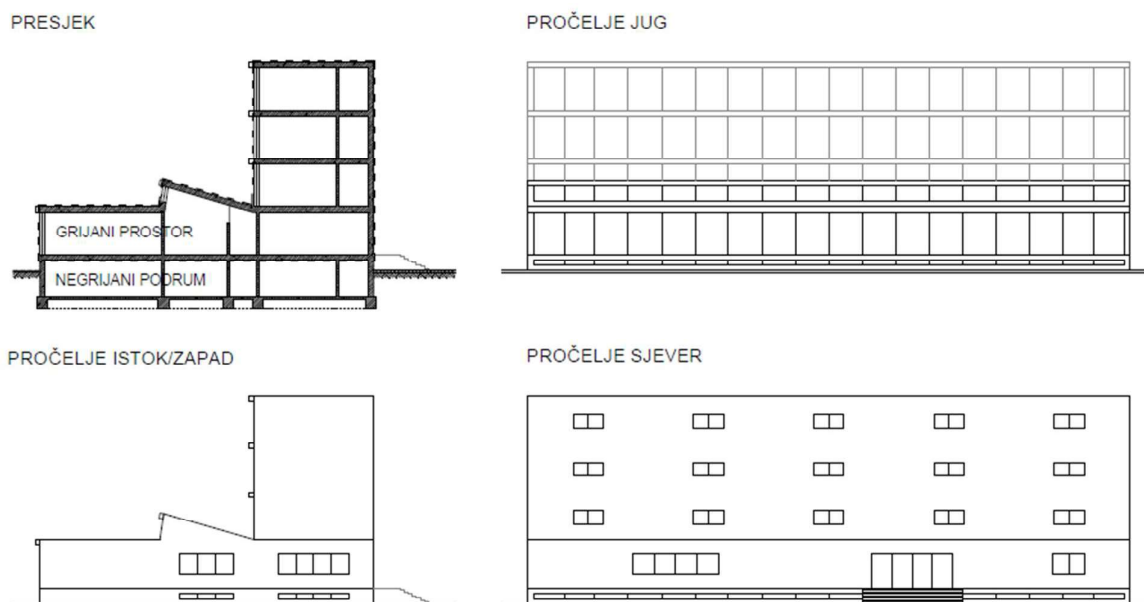 PRESJEK
PROČELJE JUG
GRIJANI PROSTOR
NEGRIJANI PODRUM
PROČELJE ISTOK/ZAPAD
PROČELJE SJEVER